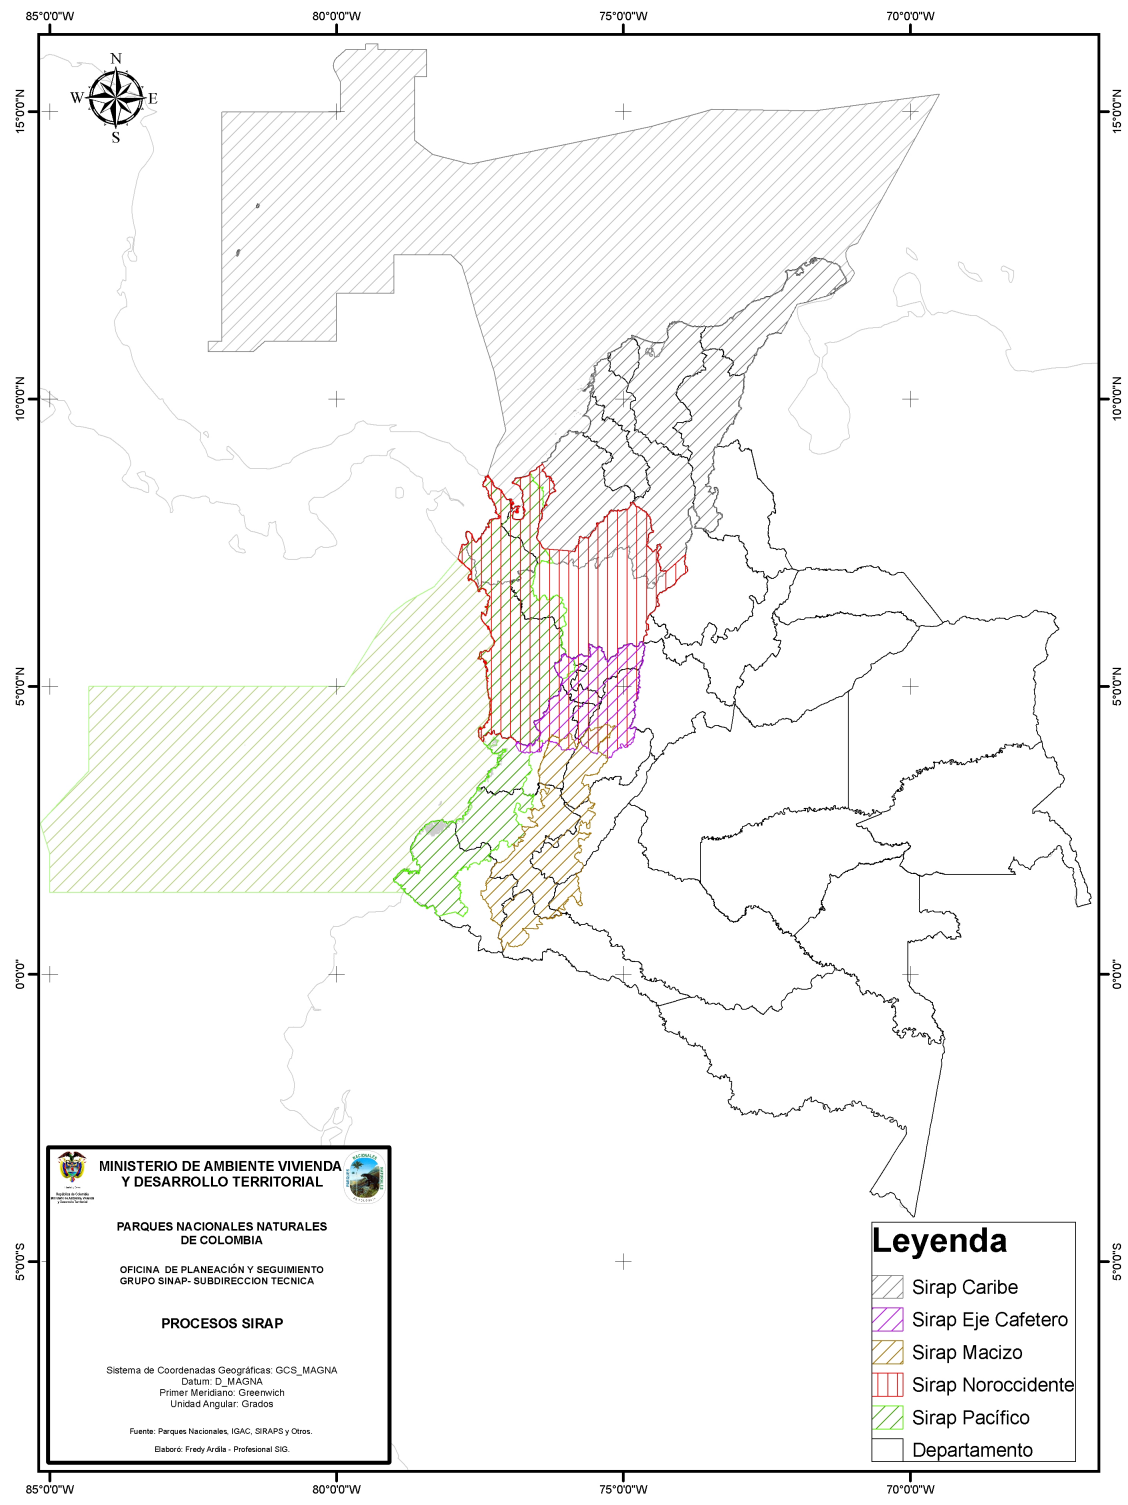 85°0'0"W 80°0'0"W 75°0'0"W 70°0'0"W
N
W E
S
15°0'0"N 15°0'0"N
10°0'0"N 10°0'0"N
5°0'0"N 5°0'0"N
0°0'0" 0°0'0"
5°0'0"S 5°0'0"S
MINISTERIO DE AMBIENTE VIVIENDA
Y DESARROLLO TERRITORIAL
PARQUES NACIONALES NATURALES
DE COLOMBIA
OFICINA DE PLANEACIÓN Y SEGUIMIENTO
GRUPO SINAP- SUBDIRECCION TECNICA
PROCESOS SIRAP
Sistema de Coordenadas Geográficas: GCS_MAGNA
Datum: D_MAGNA
Primer Meridiano: Greenwich
Unidad Angular: Grados
Fuente: Parques Nacionales, IGAC, SIRAPS y Otros.
Elaboró: Fredy Ardila - Profesional SIG.
Leyenda
Sirap Caribe
Sirap Eje Cafetero
Sirap Macizo
Sirap Noroccidente
Sirap Pacífico
Departamento
85°0'0"W 80°0'0"W 75°0'0"W 70°0'0"W